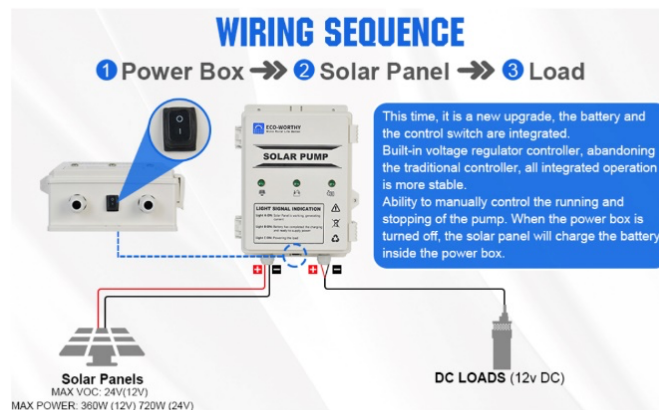 WIRING SEQUENCE
1 Power Box 2 Solar Panel 3 Load
ECO-WORTHY
SOLAR PUMP
LIGHT SIGNAL INDICATION
This time, it is a new upgrade, the battery and
the control switch are integrated.
Built-in voltage regulator controller, abandoning
the traditional controller, all integrated operation
is more stable.
Ability to manually control the running and
stopping of the pump. When the power box is
turned off, the solar panel will charge the battery
inside the power box.
+ - + -
Solar Panels
MAX VOC: 24V(12V)
MAX POWER: 360W (12V) 720W (24V)
DC LOADS (12v DC)